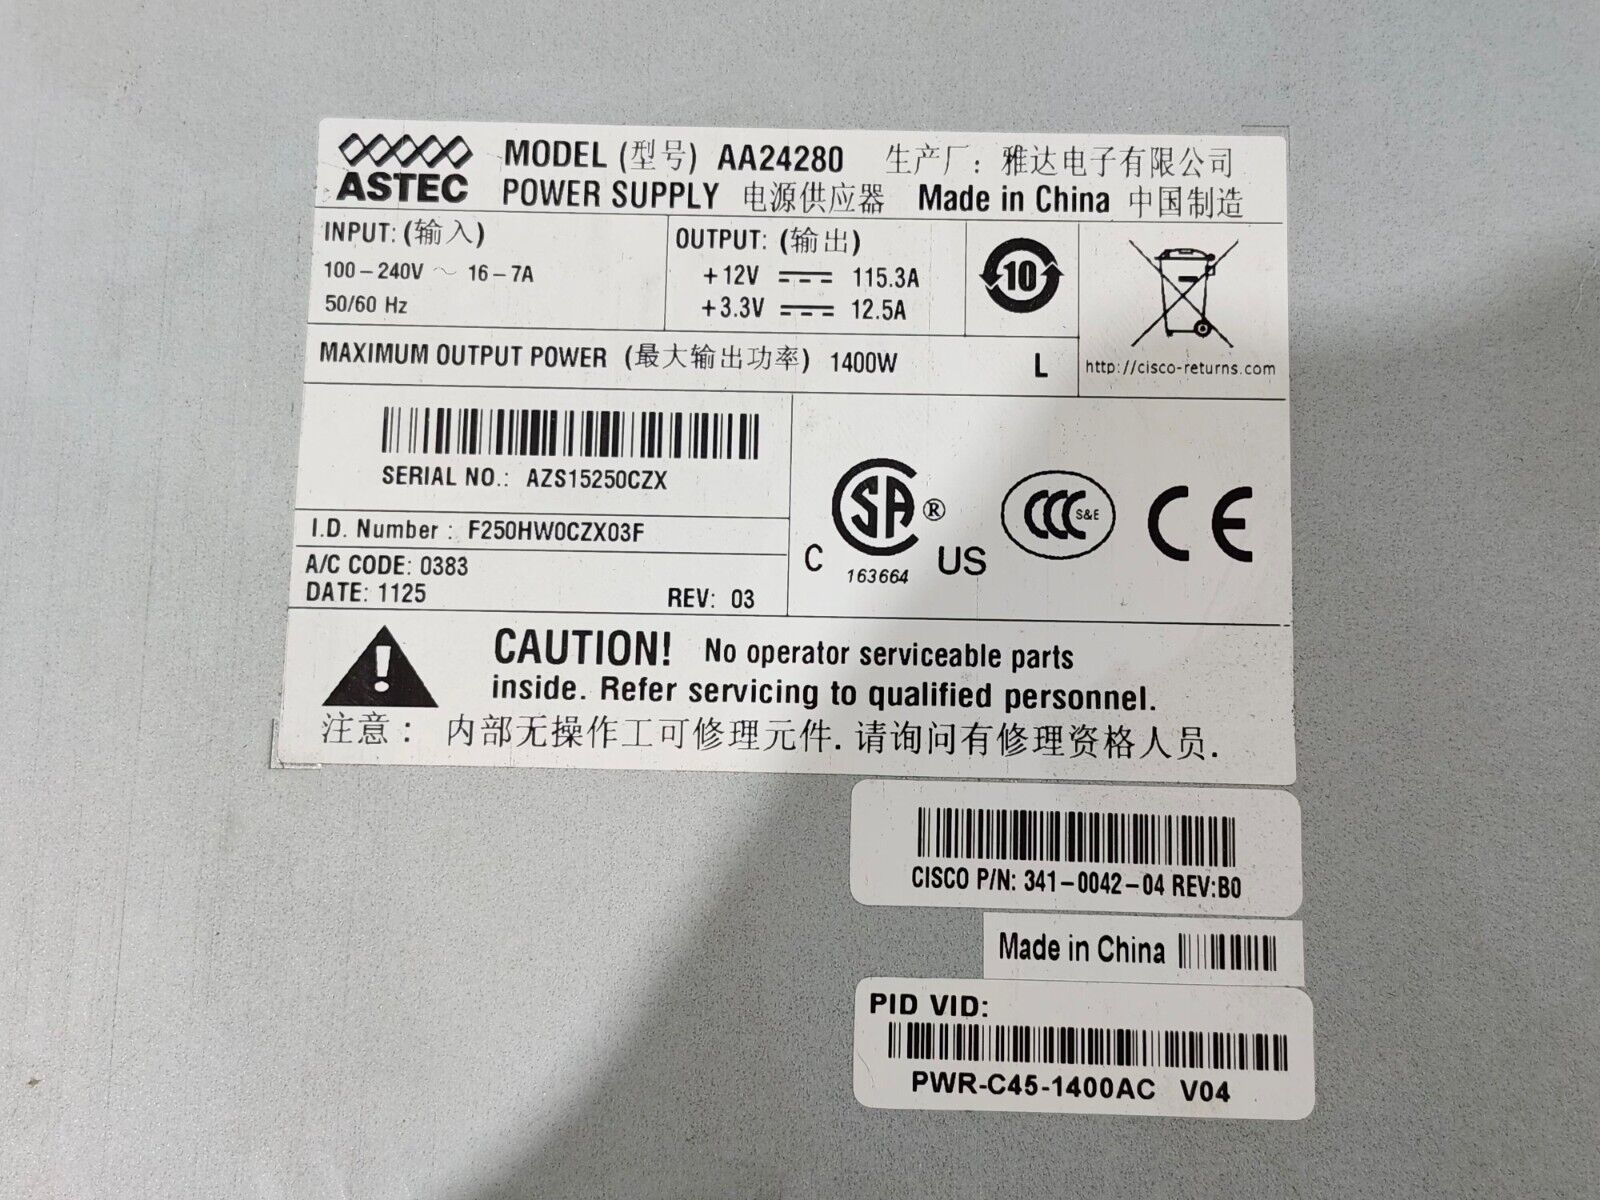 ASTEC
MODEL (型号) AA24280 生产厂: 雅达电子有限公司
POWER SUPPLY 电源供应器 Made in China 中国制造
INPUT: (输入)
100-240V ~ 16-7A
50/60 Hz
OUTPUT: (输出)
+12V ⎓ 115.3A
+3.3V ⎓ 12.5A
10
http://cisco-returns.com
MAXIMUM OUTPUT POWER (最大输出功率) 1400W L
SERIAL NO.: AZS15250CZX
I.D. Number : F250HW0CZX03F
A/C CODE: 0383
DATE: 1125 REV: 03
C SA ® US
163664
CCC S&E
CE
CAUTION! No operator serviceable parts
inside. Refer servicing to qualified personnel.
注意: 内部无操作工可修理元件. 请询问有修理资格人员.
CISCO P/N: 341-0042-04 REV:B0
Made in China
PID VID:
PWR-C45-1400AC V04